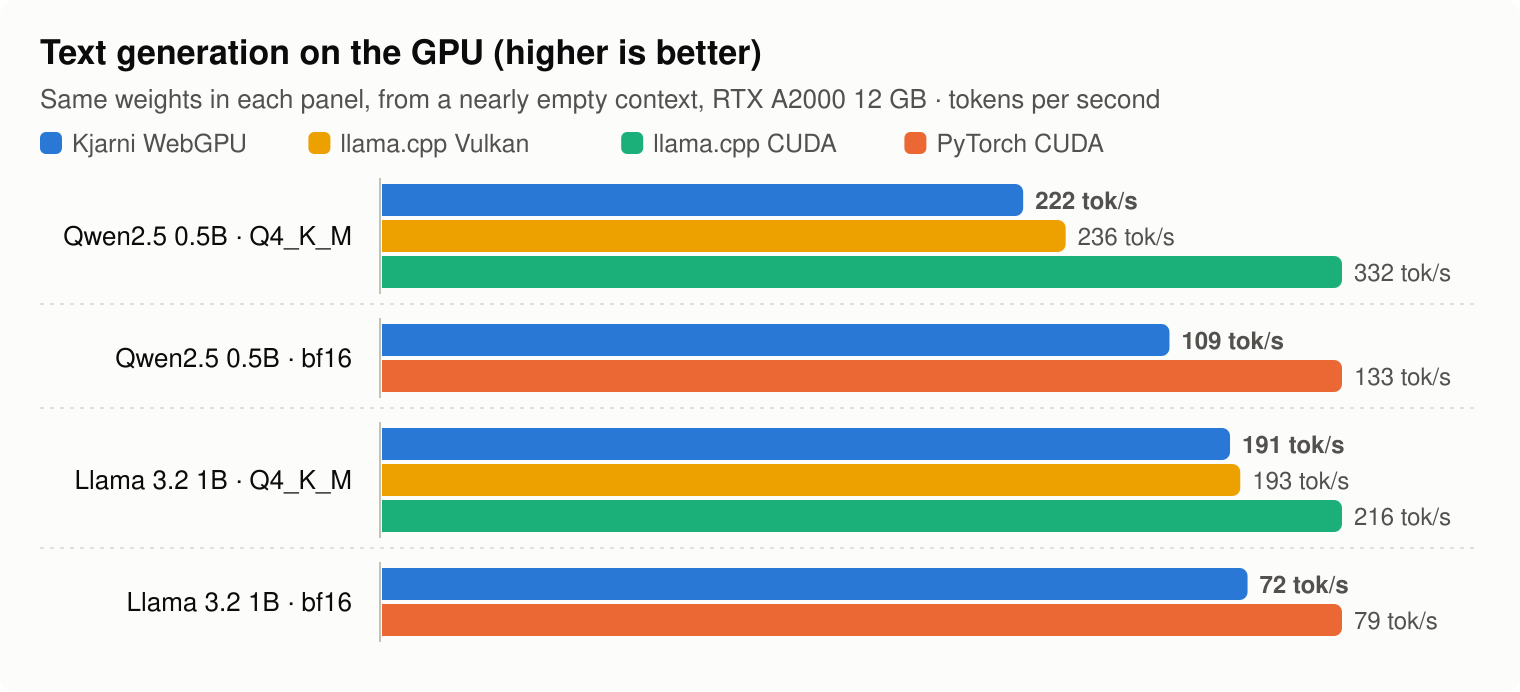 Text generation on the GPU (higher is better)
Same weights in each panel, from a nearly empty context, RTX A2000 12 GB · tokens per second
Kjarni WebGPU llama.cpp Vulkan llama.cpp CUDA PyTorch CUDA
222 tok/s
Qwen2.5 0.5B · Q4_K_M 236 tok/s
332 tok/s
109 tok/s
Qwen2.5 0.5B · bf16
133 tok/s
191 tok/s
Llama 3.2 1B · Q4_K_M 193 tok/s
216 tok/s
72 tok/s
Llama 3.2 1B · bf16
79 tok/s